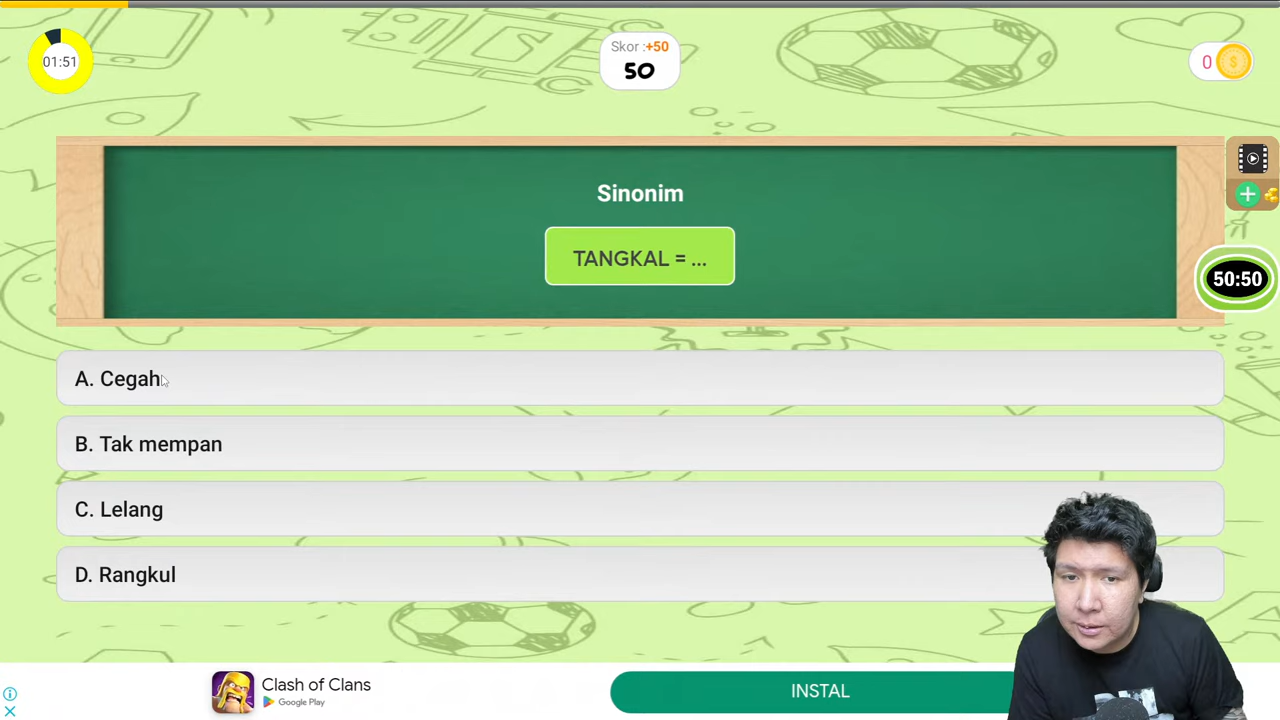 01:51
Skor :+50
50
0
Sinonim
TANGKAL = ...
50:50
A. Cegah
B. Tak mempan
C. Lelang
D. Rangkul
Clash of Clans
Google Play
INSTAL